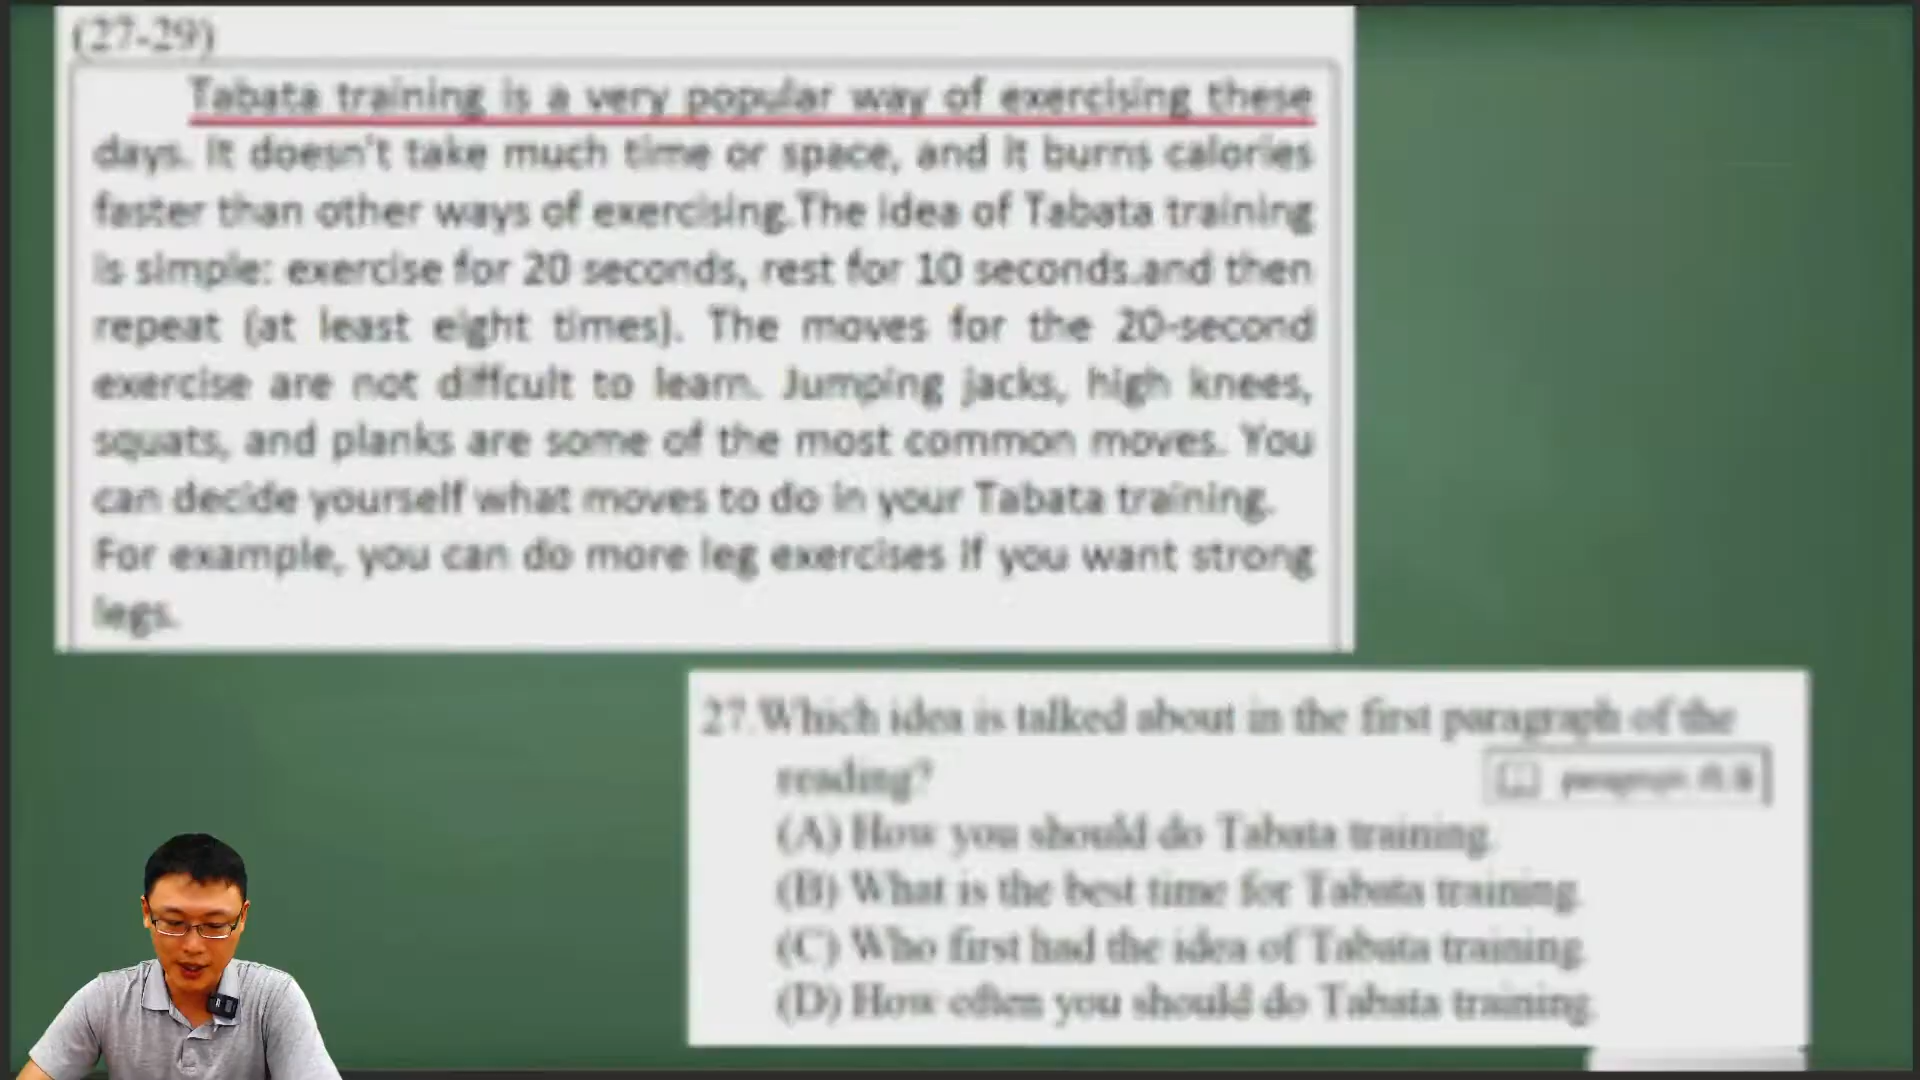 (27-29)
Tabata training is a very popular way of exercising these
days. It doesn't take much time or space, and it burns calories
faster than other ways of exercising.The idea of Tabata training
is simple: exercise for 20 seconds, rest for 10 seconds.and then
repeat (at least eight times). The moves for the 20-second
exercise are not diffcult to learn. Jumping jacks, high knees,
squats, and planks are some of the most common moves. You
can decide yourself what moves to do in your Tabata training.
For example, you can do more leg exercises if you want strong
legs.
27.Which idea is talked about in the first paragraph of the
reading?
paragraph
(A) How you should do Tabata training.
(B) What is the best time for Tabata training.
(C) Who first had the idea of Tabata training.
(D) How often you should do Tabata training.